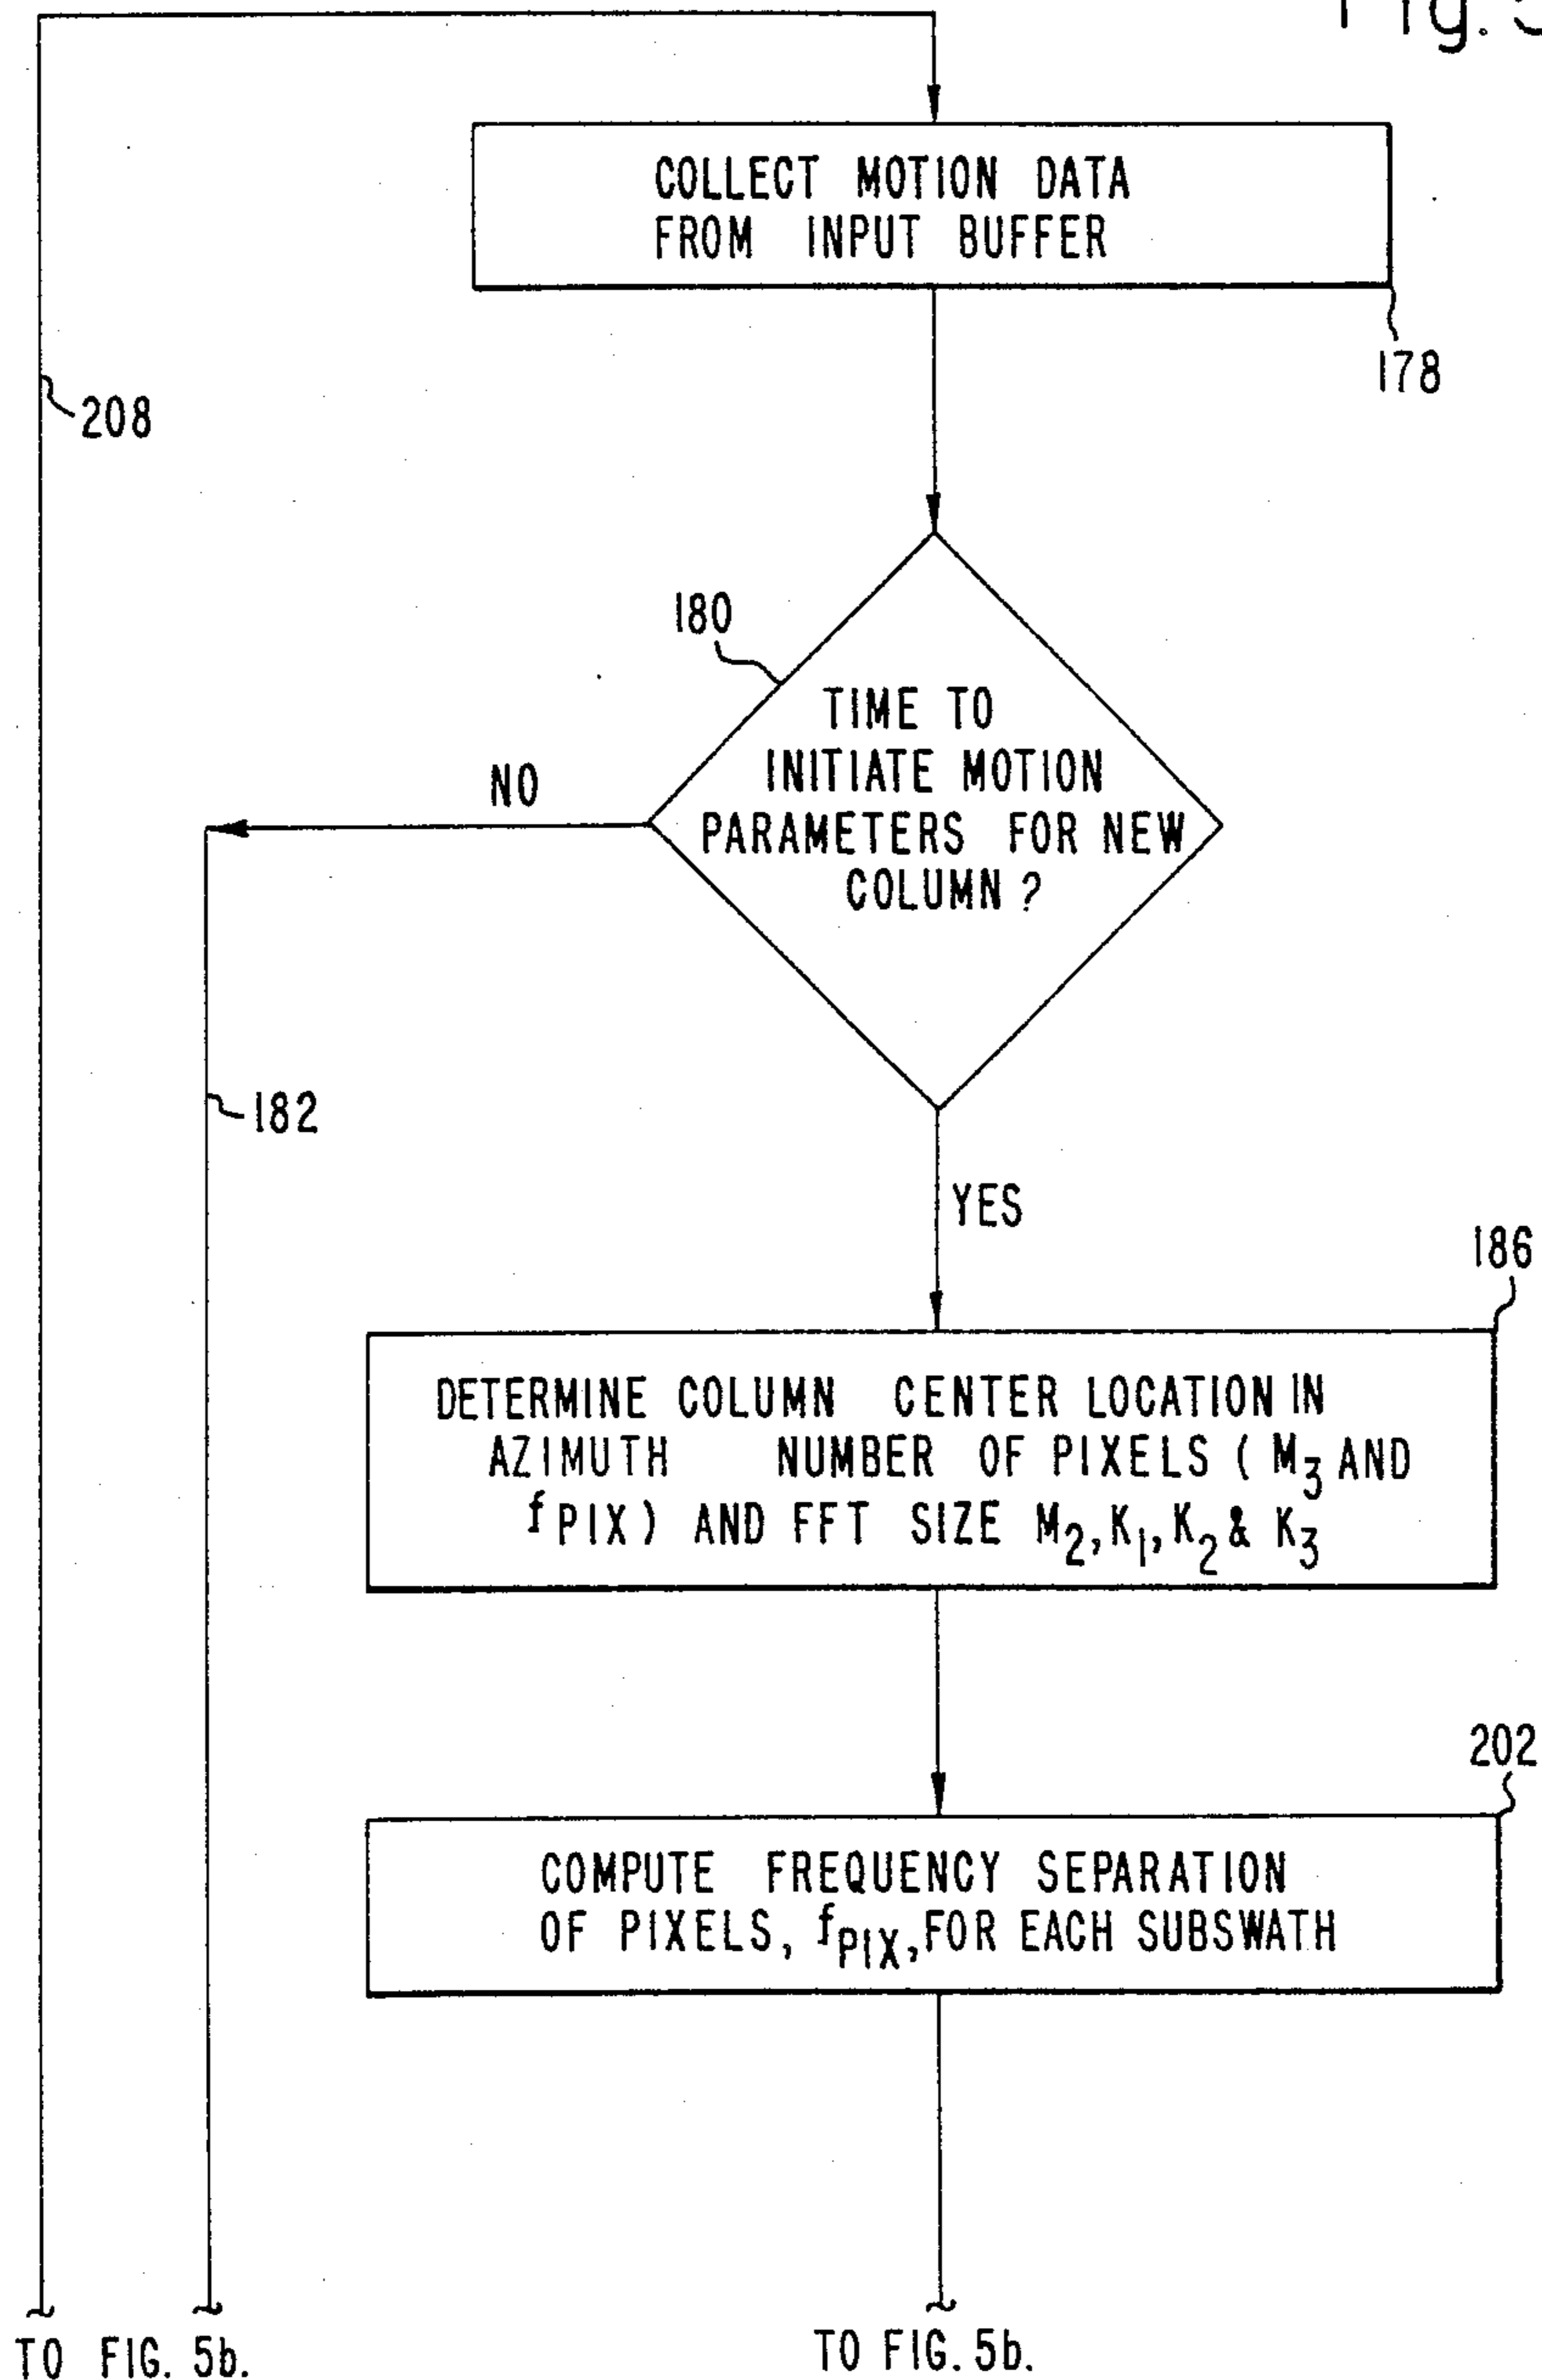 Fig. 5
COLLECT MOTION DATA
FROM INPUT BUFFER
178
208
180
TIME TO
INITIATE MOTION
PARAMETERS FOR NEW
COLUMN ?
NO
182
YES
186
DETERMINE COLUMN CENTER LOCATION IN
AZIMUTH NUMBER OF PIXELS ( M₃ AND
fPIX ) AND FFT SIZE M₂, K₁, K₂ & K₃
202
COMPUTE FREQUENCY SEPARATION
OF PIXELS, fPIX, FOR EACH SUBSWATH
TO FIG. 5b.
TO FIG. 5b.